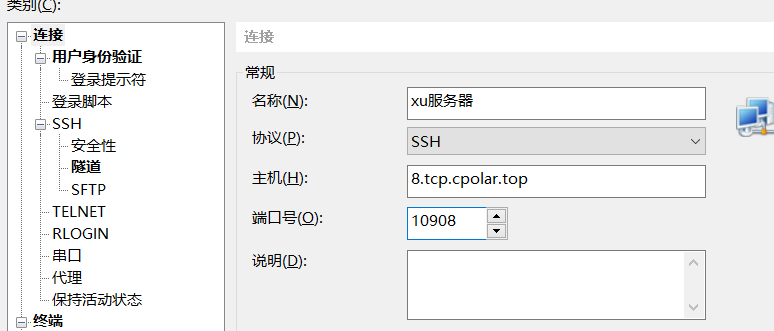 类别(C):
连接
用户身份验证
登录提示符
登录脚本
SSH
安全性
隧道
SFTP
TELNET
RLOGIN
串口
代理
保持活动状态
终端
连接
常规
名称(N): xu服务器
协议(P): SSH
主机(H): 8.tcp.cpolar.top
端口号(O): 10908
说明(D):